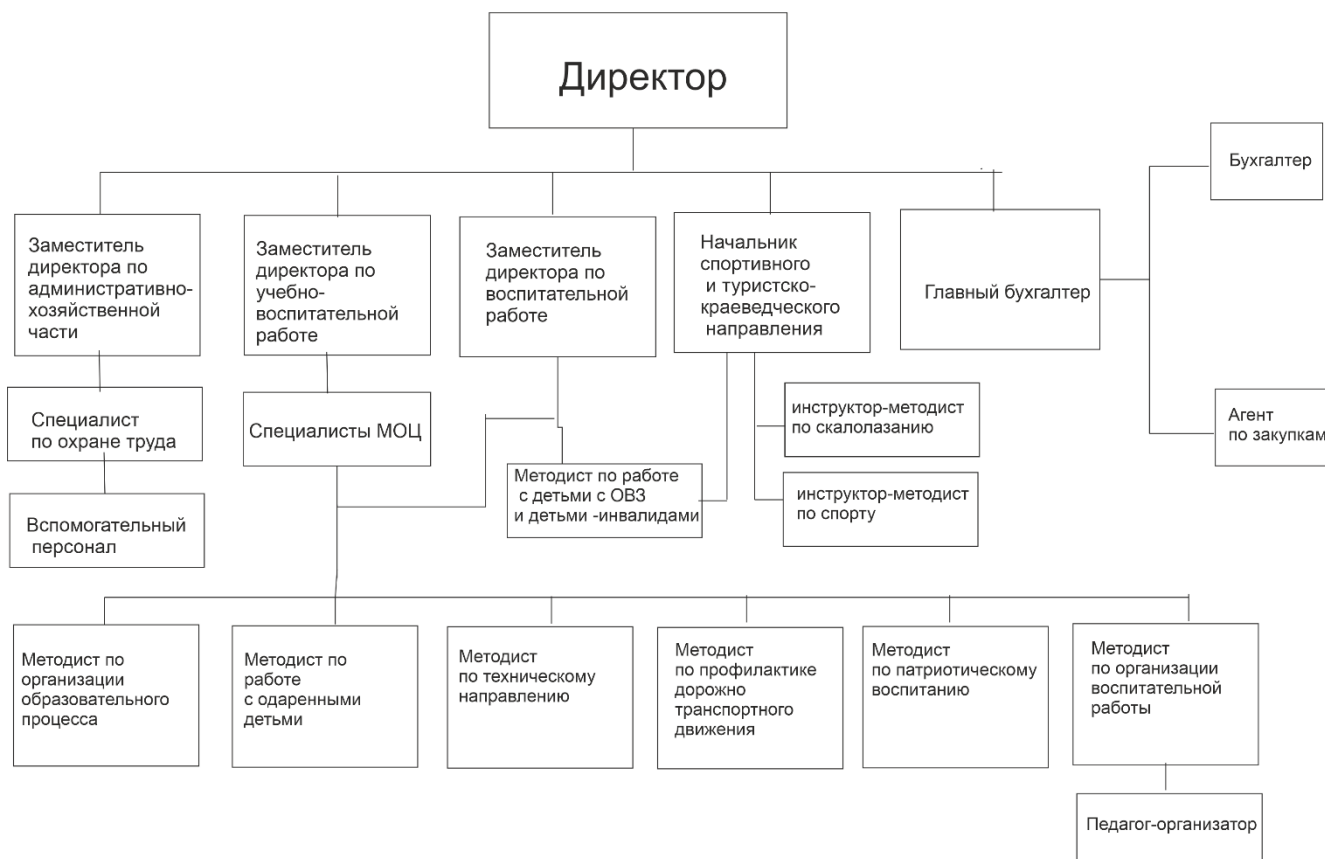 Директор
Бухгалтер
Заместитель
директора по
административно-
хозяйственной
части
Заместитель
директора по
учебно-
воспитательной
работе
Заместитель
директора по
воспитательной
работе
Начальник
спортивного
и туристско-
краеведческого
направления
Главный бухгалтер
Специалист
по охране труда
Специалисты МОЦ
инструктор-методист
по скалолазанию
Агент
по закупкам
Методист по работе
с детьми с ОВЗ
и детьми -инвалидами
инструктор-методист
по спорту
Вспомогательный
персонал
Методист по
организации
образовательного
процесса
Методист по
работе
с одаренными
детьми
Методист
по техническому
направлению
Методист
по профилактике
дорожно
транспортного
движения
Методист
по патриотическому
воспитанию
Методист
по организации
воспитательной
работы
Педагог-организатор